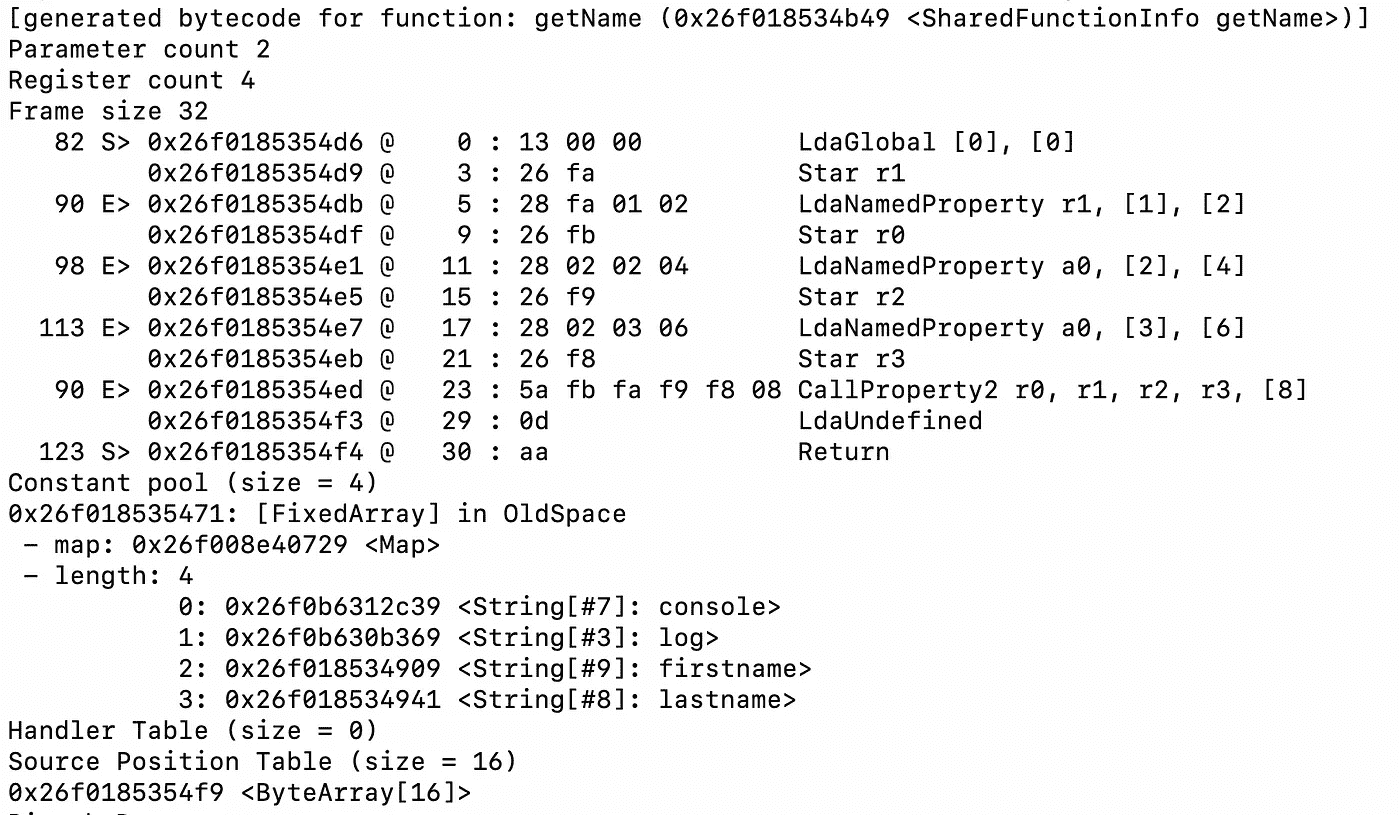 [generated bytecode for function: getName (0x26f018534b49 <SharedFunctionInfo getName>)]
Parameter count 2
Register count 4
Frame size 32
   82 S> 0x26f0185354d6 @    0 : 13 00 00          LdaGlobal [0], [0]
         0x26f0185354d9 @    3 : 26 fa             Star r1
   90 E> 0x26f0185354db @    5 : 28 fa 01 02       LdaNamedProperty r1, [1], [2]
         0x26f0185354df @    9 : 26 fb             Star r0
   98 E> 0x26f0185354e1 @   11 : 28 02 02 04       LdaNamedProperty a0, [2], [4]
         0x26f0185354e5 @   15 : 26 f9             Star r2
  113 E> 0x26f0185354e7 @   17 : 28 02 03 06       LdaNamedProperty a0, [3], [6]
         0x26f0185354eb @   21 : 26 f8             Star r3
   90 E> 0x26f0185354ed @   23 : 5a fb fa f9 f8 08 CallProperty2 r0, r1, r2, r3, [8]
         0x26f0185354f3 @   29 : 0d                LdaUndefined
  123 S> 0x26f0185354f4 @   30 : aa                Return
Constant pool (size = 4)
0x26f018535471: [FixedArray] in OldSpace
 - map: 0x26f008e40729 <Map>
 - length: 4
           0: 0x26f0b6312c39 <String[#7]: console>
           1: 0x26f0b630b369 <String[#3]: log>
           2: 0x26f018534909 <String[#9]: firstname>
           3: 0x26f018534941 <String[#8]: lastname>
Handler Table (size = 0)
Source Position Table (size = 16)
0x26f0185354f9 <ByteArray[16]>